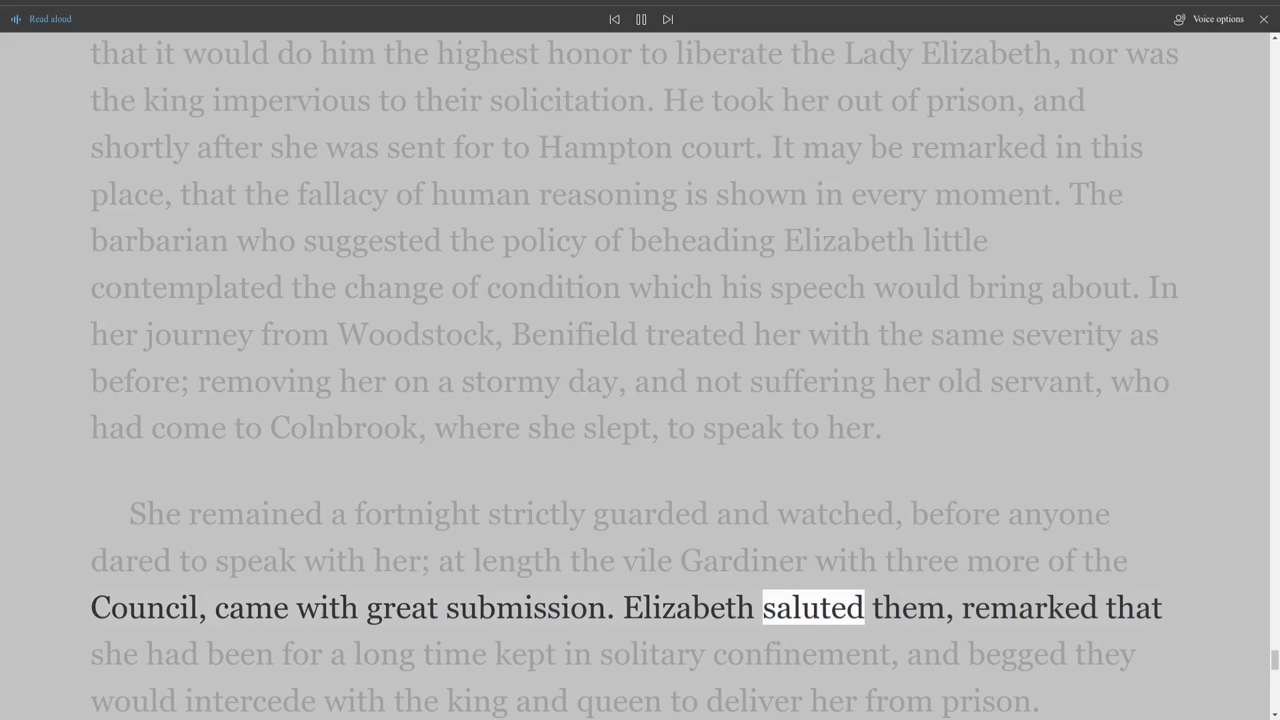 Read aloud
Voice options
that it would do him the highest honor to liberate the Lady Elizabeth, nor was
the king impervious to their solicitation. He took her out of prison, and
shortly after she was sent for to Hampton court. It may be remarked in this
place, that the fallacy of human reasoning is shown in every moment. The
barbarian who suggested the policy of beheading Elizabeth little
contemplated the change of condition which his speech would bring about. In
her journey from Woodstock, Benifield treated her with the same severity as
before; removing her on a stormy day, and not suffering her old servant, who
had come to Colnbrook, where she slept, to speak to her.
She remained a fortnight strictly guarded and watched, before anyone
dared to speak with her; at length the vile Gardiner with three more of the
Council, came with great submission. Elizabeth saluted them, remarked that
she had been for a long time kept in solitary confinement, and begged they
would intercede with the king and queen to deliver her from prison.